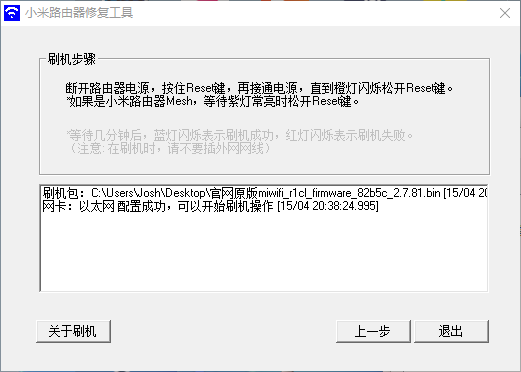 小米路由器修复工具
刷机步骤
断开路由器电源，按住Reset键，再接通电源，直到橙灯闪烁松开Reset键。
*如果是小米路由器Mesh，等待紫灯常亮时松开Reset键。
*等待几分钟后，蓝灯闪烁表示刷机成功，红灯闪烁表示刷机失败。
（注意: 在刷机时，请不要插外网网线）
刷机包：C:\Users\Josh\Desktop\官网原版miwifi_r1cl_firmware_82b5c_2.7.81.bin [15/04 20
网卡：以太网 配置成功，可以开始刷机操作 [15/04 20:38:24.995]
关于刷机
上一步
退出